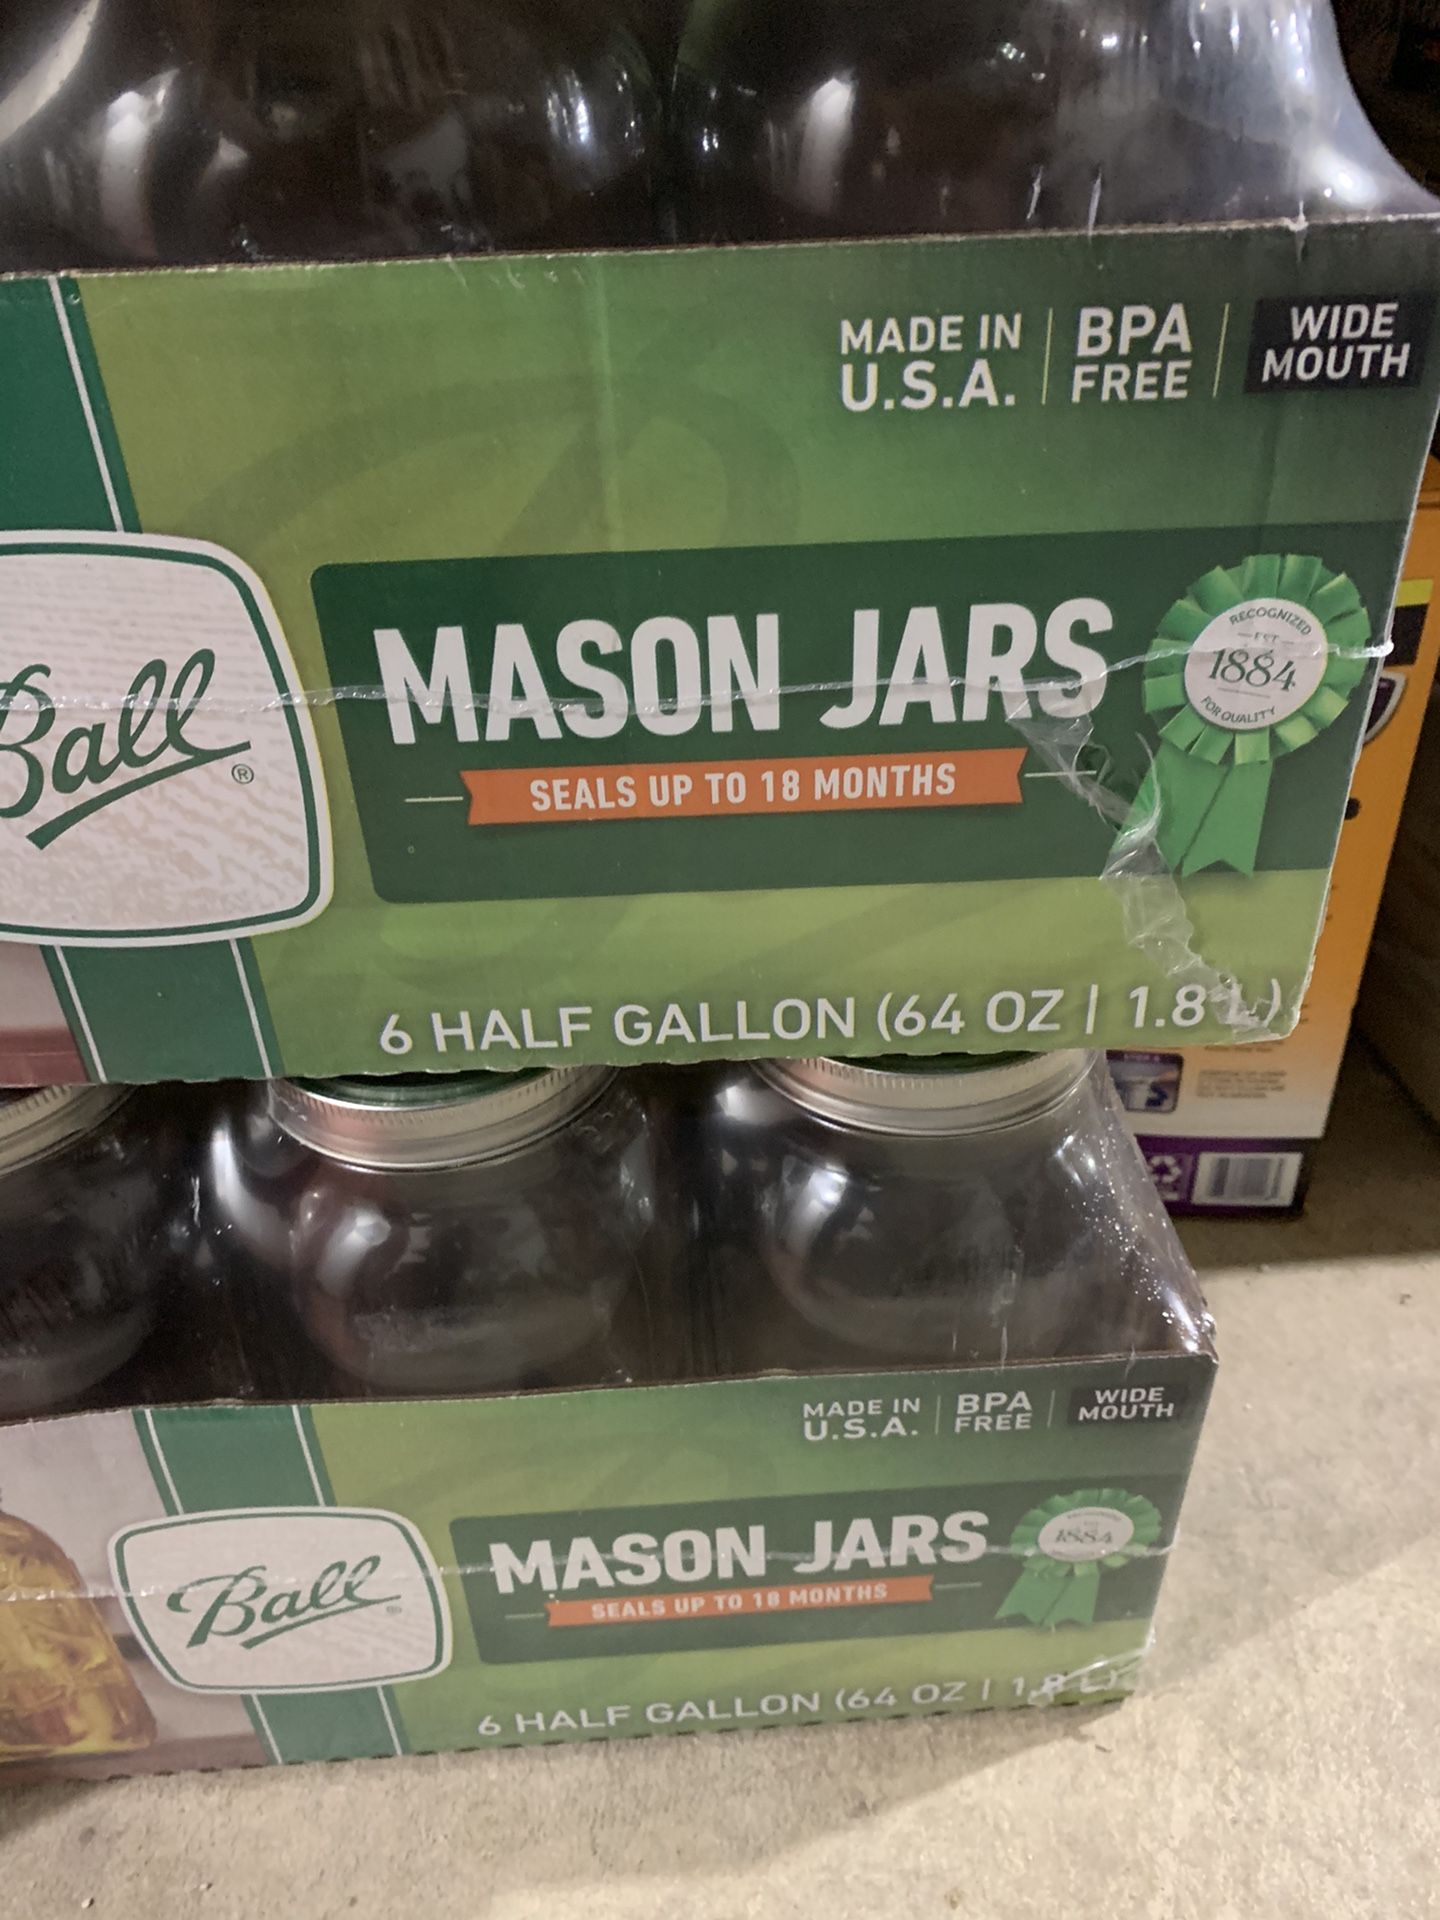 MADE IN
U.S.A.
BPA
FREE
WIDE
MOUTH
Ball®
MASON JARS
SEALS UP TO 18 MONTHS
RECOGNIZED
EST
1884
FOR QUALITY
6 HALF GALLON (64 OZ | 1.8 L)
MADE IN
U.S.A.
BPA
FREE
WIDE
MOUTH
Ball®
MASON JARS
SEALS UP TO 18 MONTHS
1884
6 HALF GALLON (64 OZ | 1.8 L)